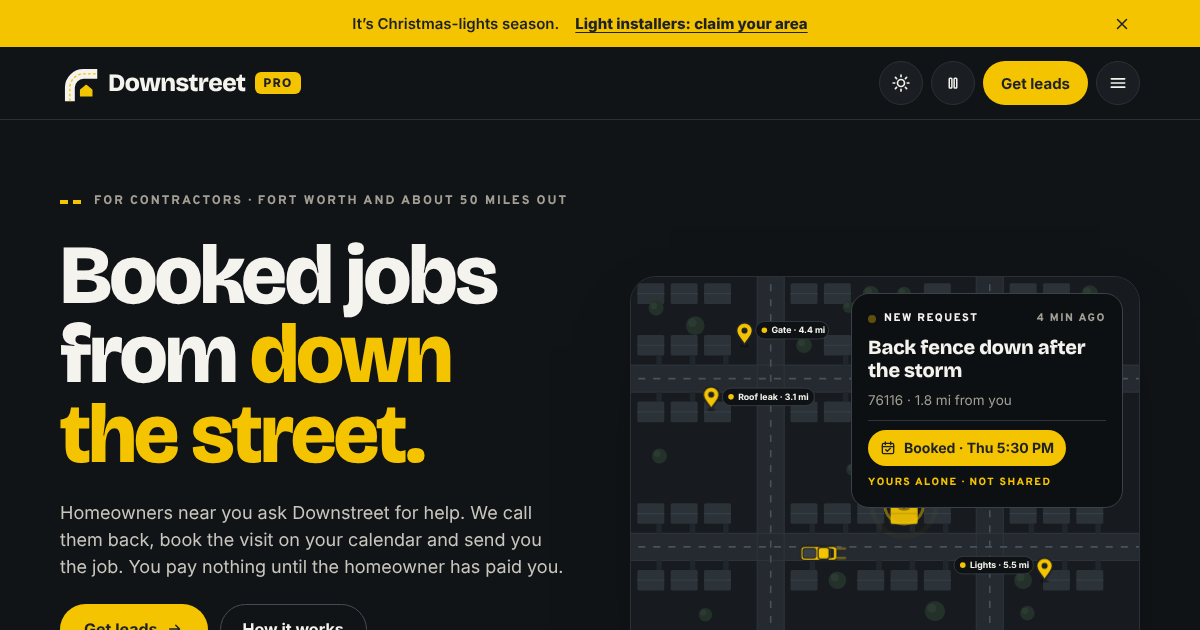 It's Christmas-lights season. Light installers: claim your area
Downstreet PRO
Get leads
FOR CONTRACTORS · FORT WORTH AND ABOUT 50 MILES OUT
Booked jobs
from down
the street.
Homeowners near you ask Downstreet for help. We call
them back, book the visit on your calendar and send you
the job. You pay nothing until the homeowner has paid you.
Get leads →
How it works
Gate · 4.4 mi
Roof leak · 3.1 mi
NEW REQUEST
4 MIN AGO
Back fence down after
the storm
76116 · 1.8 mi from you
Booked · Thu 5:30 PM
YOURS ALONE · NOT SHARED
Lights · 5.5 mi